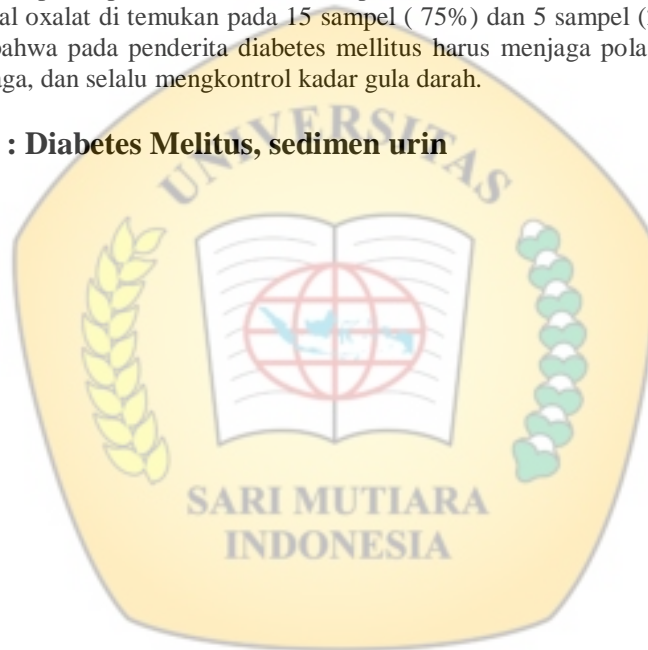 al oxalat di temukan pada 15 sampel ( 75%) dan 5 sampel
bahwa pada penderita diabetes mellitus harus menjaga pola
aga, dan selalu mengkontrol kadar gula darah.
: Diabetes Melitus, sedimen urin
UNIVERSITAS
SARI MUTIARA
INDONESIA